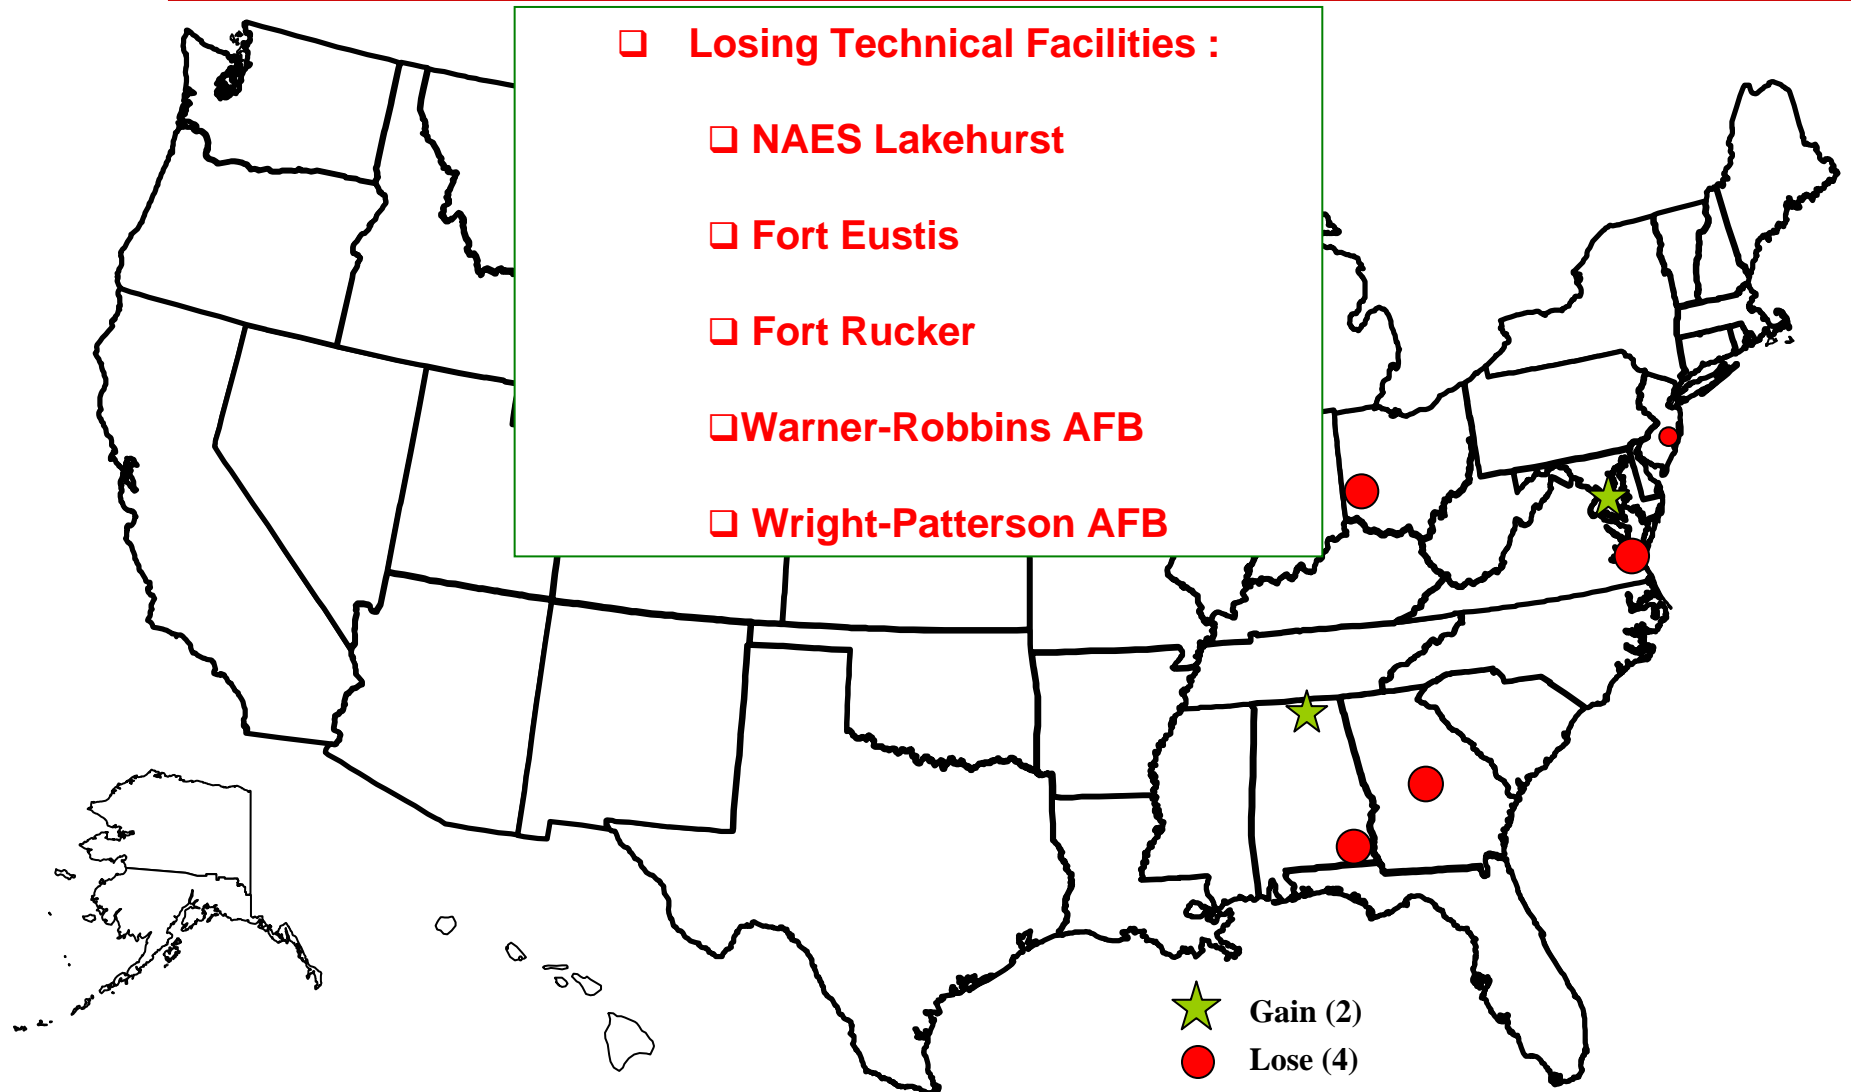 ❑ Losing Technical Facilities :
❑ NAES Lakehurst
❑ Fort Eustis
❑ Fort Rucker
❑Warner-Robbins AFB
❑ Wright-Patterson AFB
Gain (2)
Lose (4)